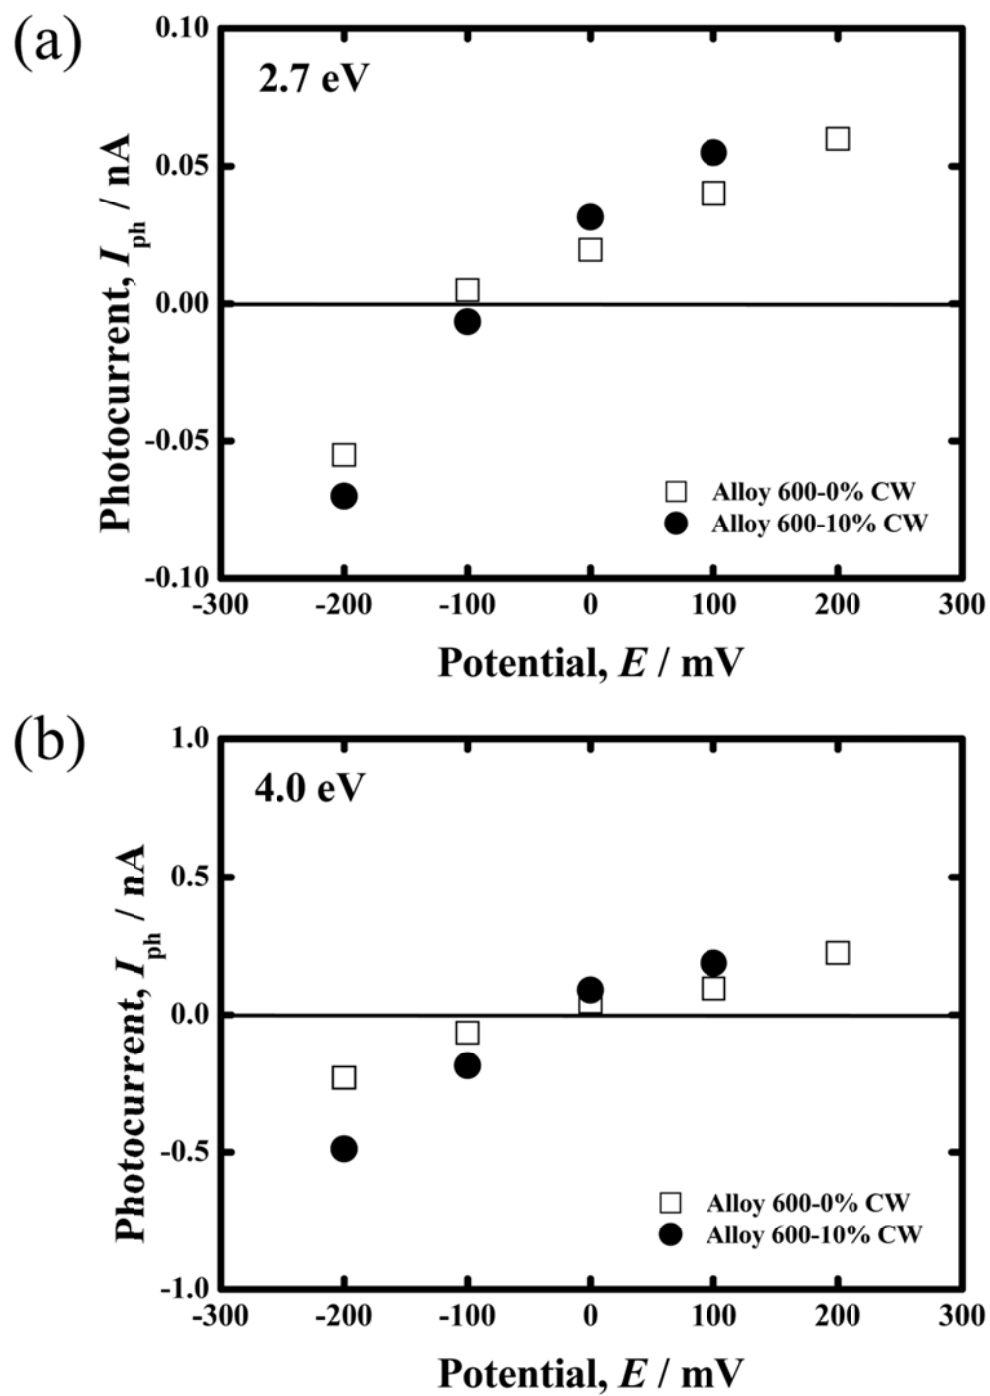 (a)
2.7 eV
Photocurrent, Iph / nA
0.10
0.05
0.00
-0.05
-0.10
Alloy 600-0% CW
Alloy 600-10% CW
-300 -200 -100 0 100 200 300
Potential, E / mV
(b)
4.0 eV
Photocurrent, Iph / nA
1.0
0.5
0.0
-0.5
-1.0
Alloy 600-0% CW
Alloy 600-10% CW
-300 -200 -100 0 100 200 300
Potential, E / mV